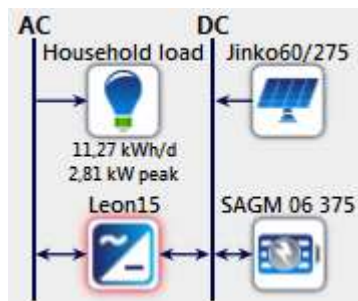 AC DC
Household load Jinko60/275
11,27 kWh/d
2,81 kW peak
Leon15 SAGM 06 375